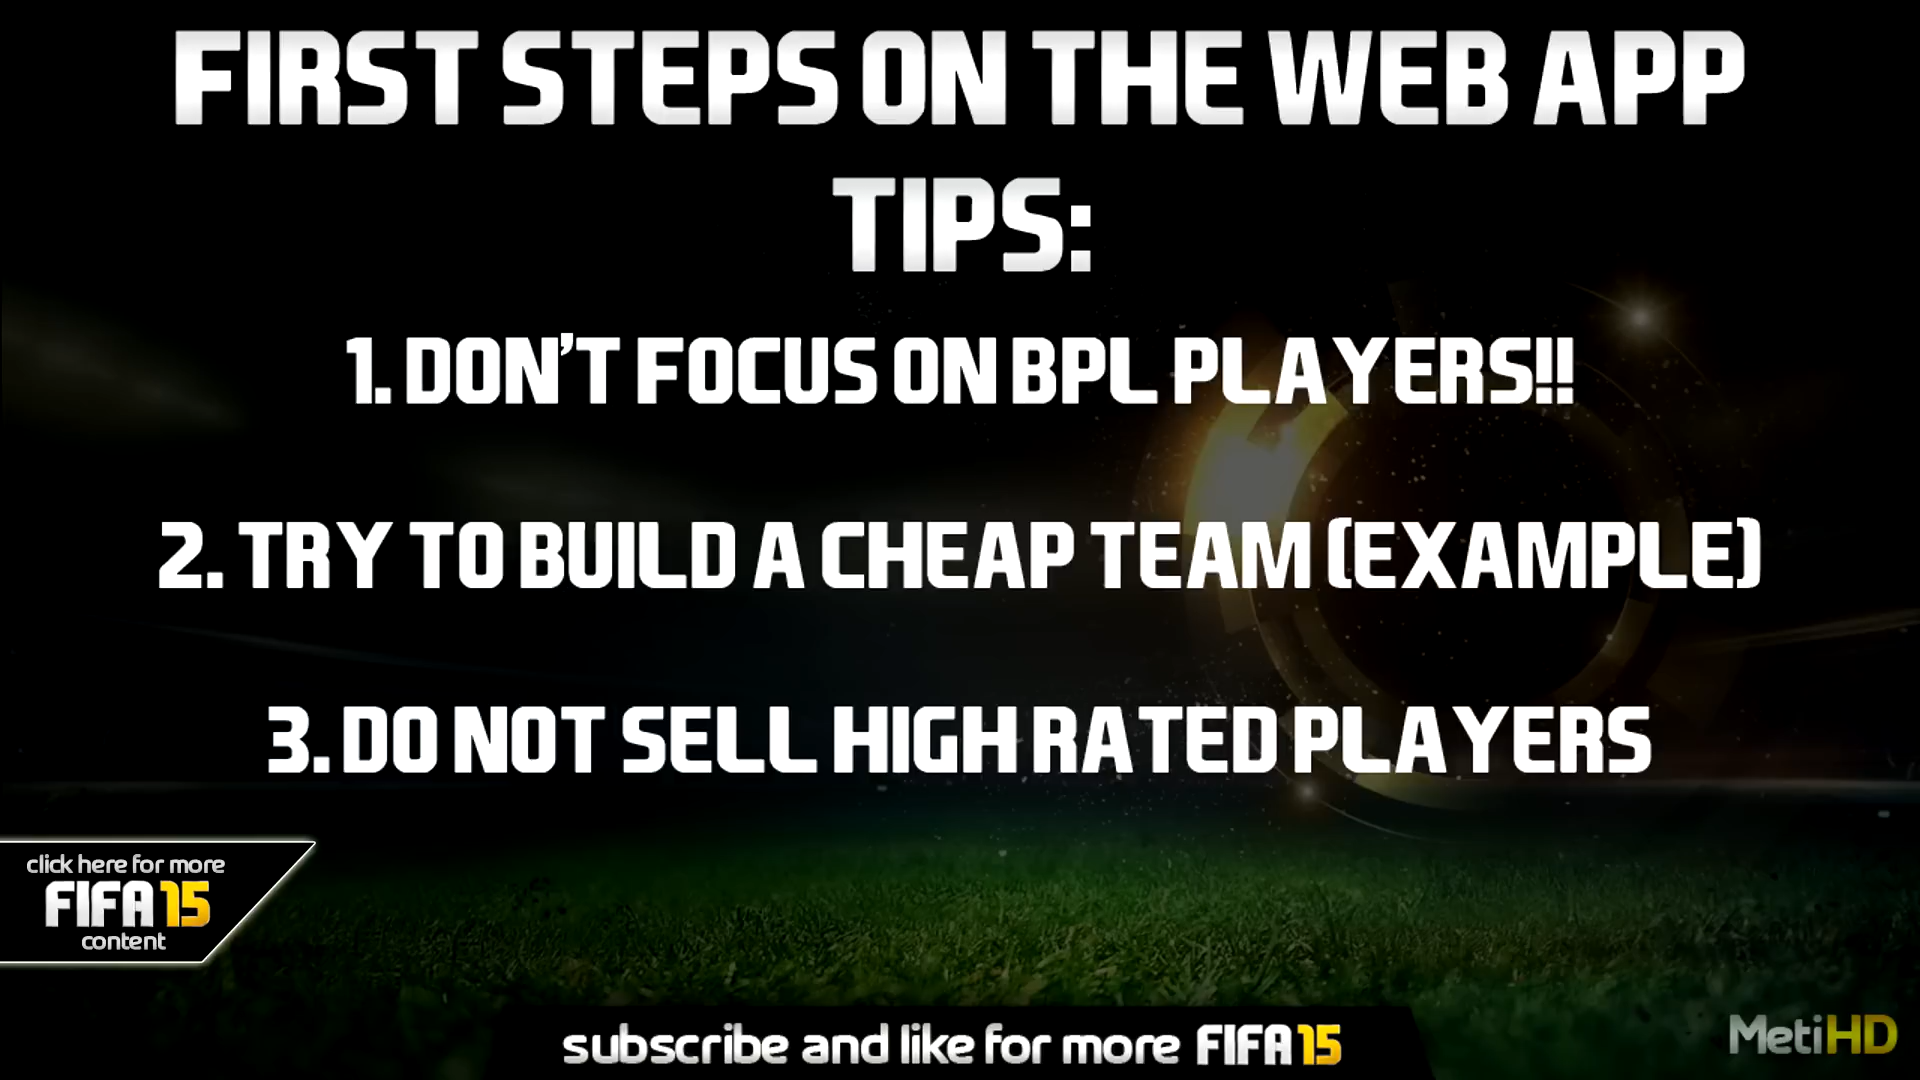 FIRST STEPS ON THE WEB APP
TIPS:
1. DON'T FOCUS ON BPL PLAYERS!!
2. TRY TO BUILD A CHEAP TEAM (EXAMPLE)
3. DO NOT SELL HIGH RATED PLAYERS
click here for more
FIFA 15
content
subscribe and like for more FIFA 15
MetiHD